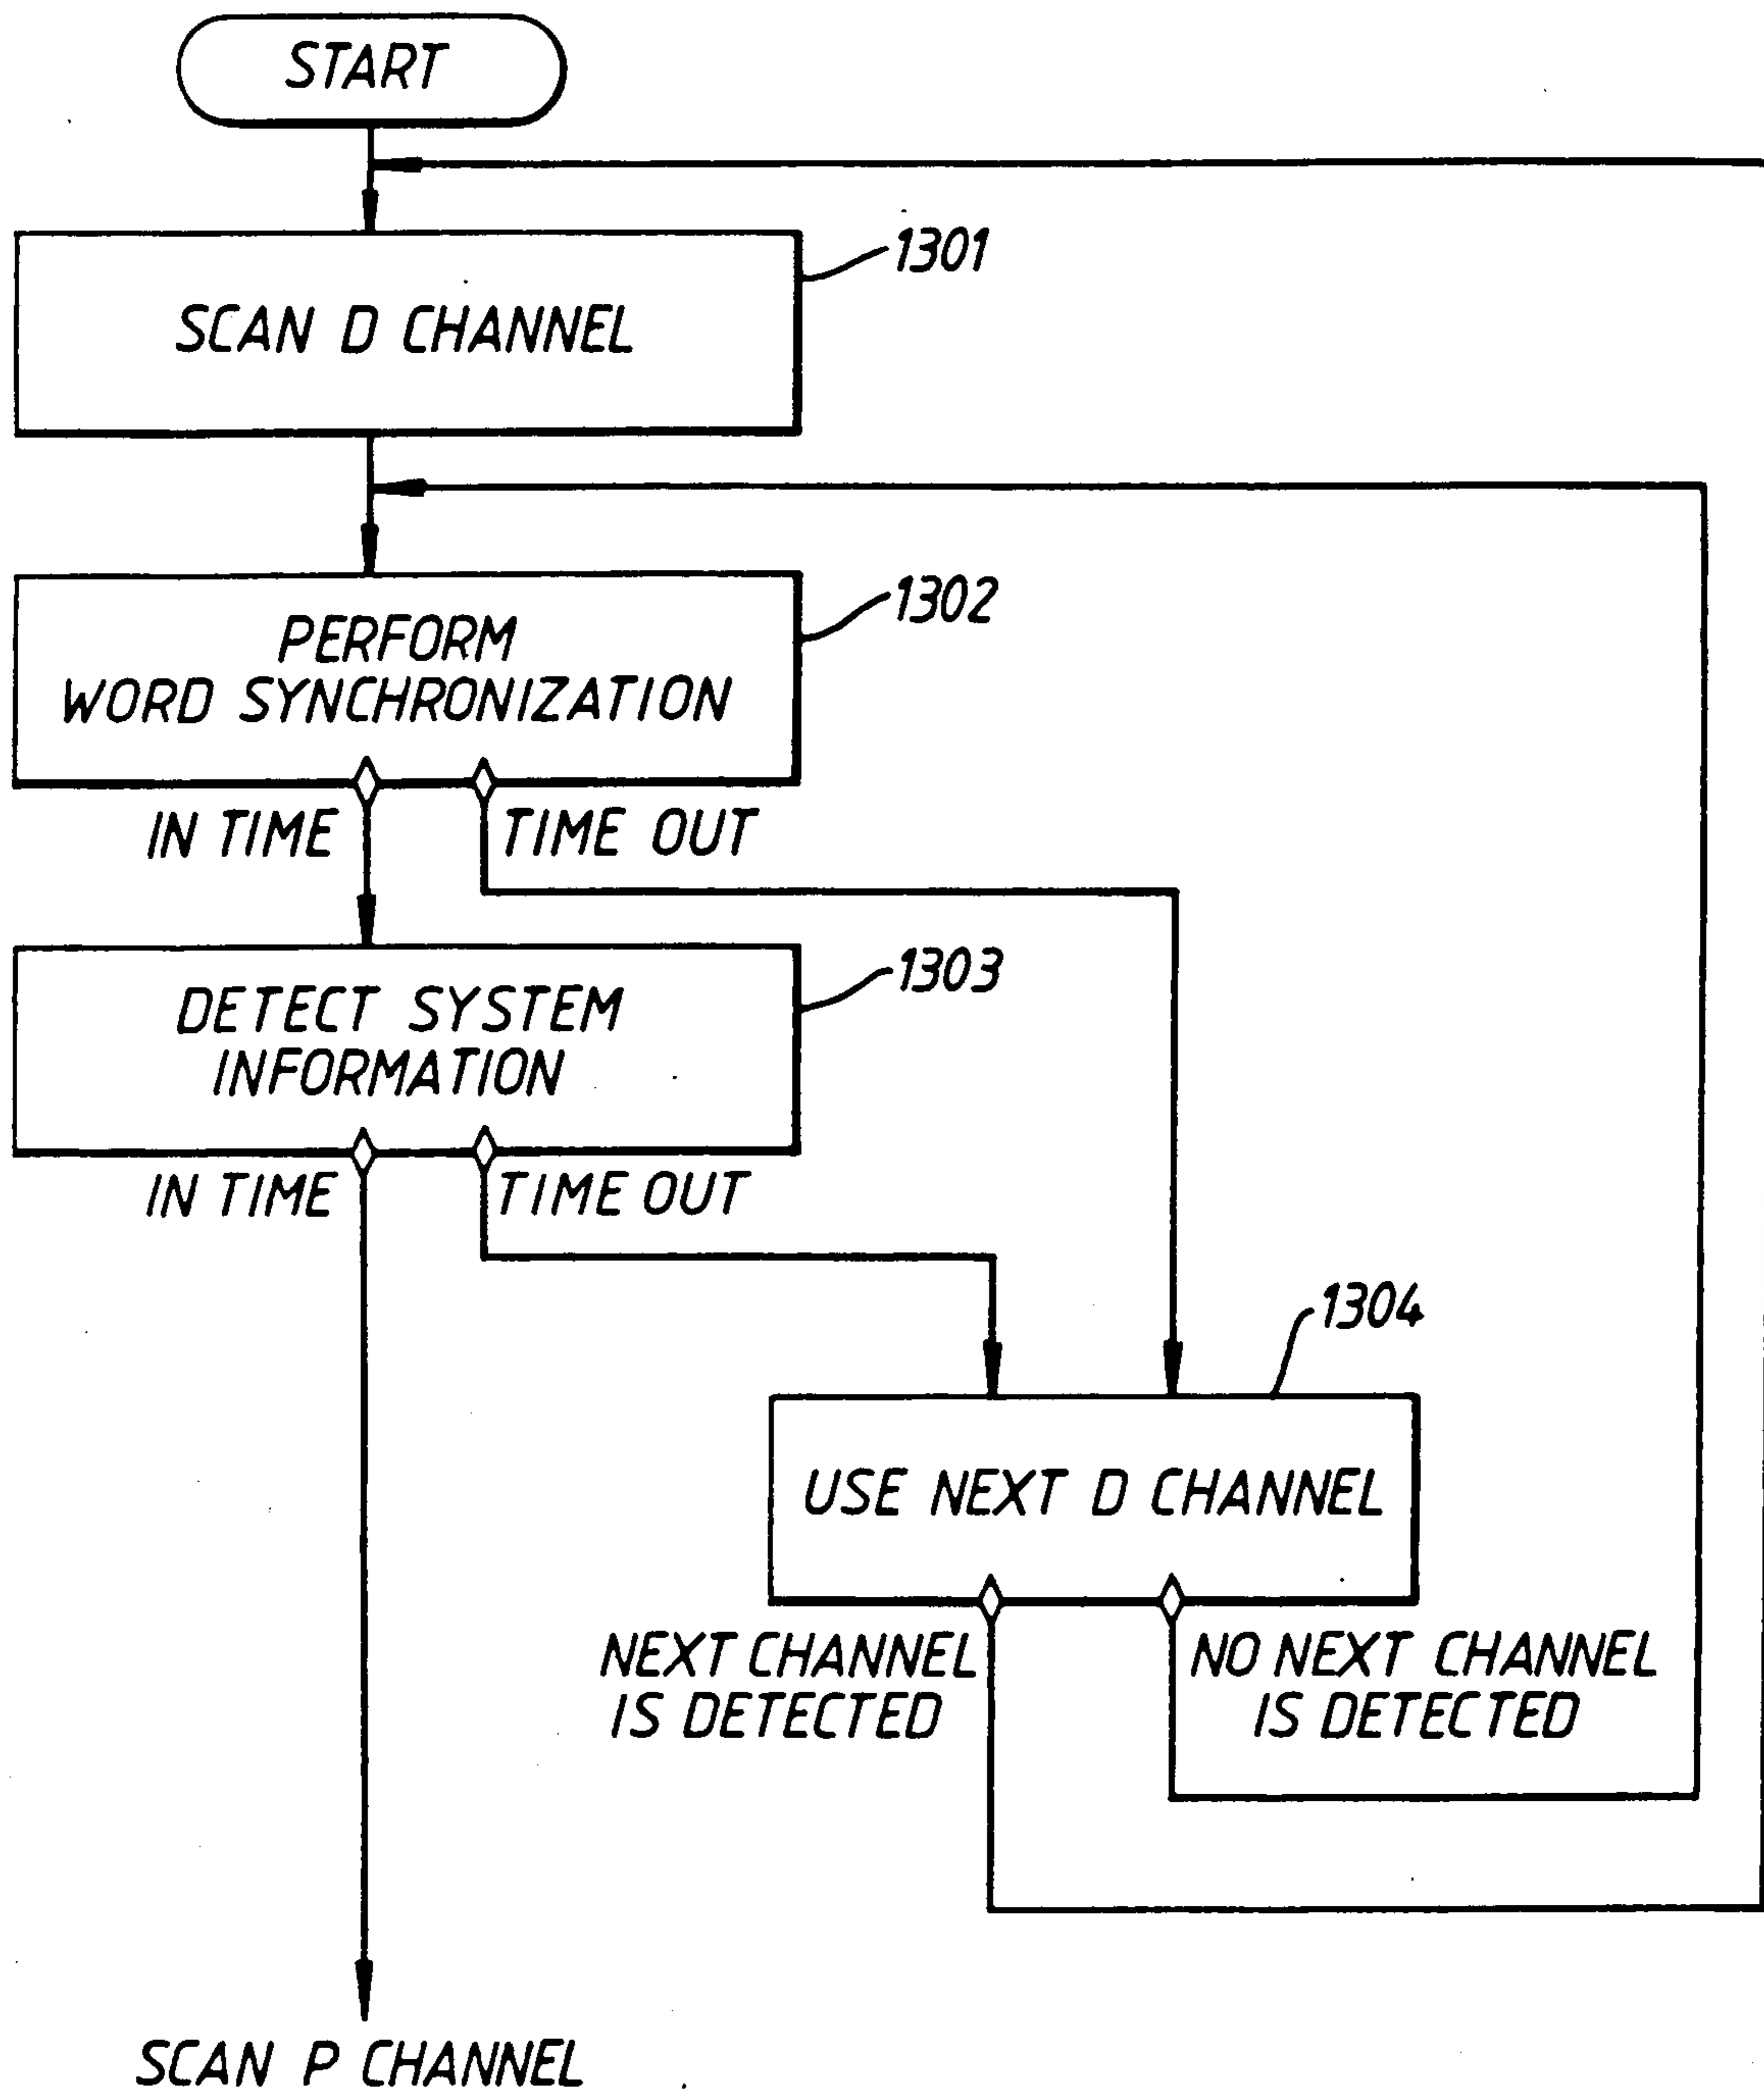 START
1301
SCAN D CHANNEL
1302
PERFORM
WORD SYNCHRONIZATION
IN TIME
TIME OUT
1303
DETECT SYSTEM
INFORMATION
IN TIME
TIME OUT
1304
USE NEXT D CHANNEL
NEXT CHANNEL
IS DETECTED
NO NEXT CHANNEL
IS DETECTED
SCAN P CHANNEL